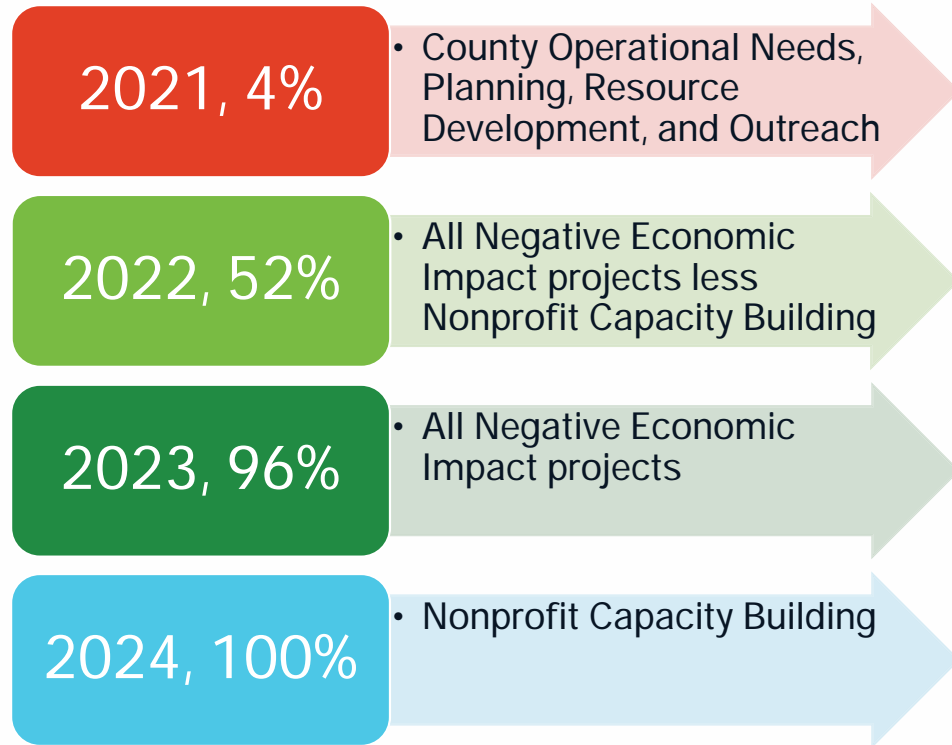 2021, 4%
• County Operational Needs,
Planning, Resource
Development, and Outreach
2022, 52%
• All Negative Economic
Impact projects less
Nonprofit Capacity Building
2023, 96%
• All Negative Economic
Impact projects
2024, 100%
• Nonprofit Capacity Building